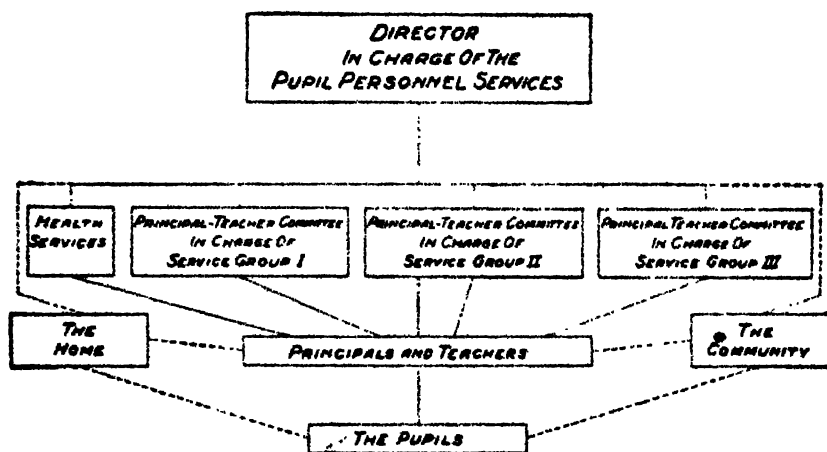 DIRECTOR
IN CHARGE OF THE
PUPIL PERSONNEL SERVICES
HEALTH
SERVICES
PRINCIPAL-TEACHER COMMITTEE
IN CHARGE OF
SERVICE GROUP I
PRINCIPAL-TEACHER COMMITTEE
IN CHARGE OF
SERVICE GROUP II
PRINCIPAL TEACHER COMMITTEE
IN CHARGE OF
SERVICE GROUP III
THE
HOME
PRINCIPALS AND TEACHERS
THE
COMMUNITY
THE PUPILS